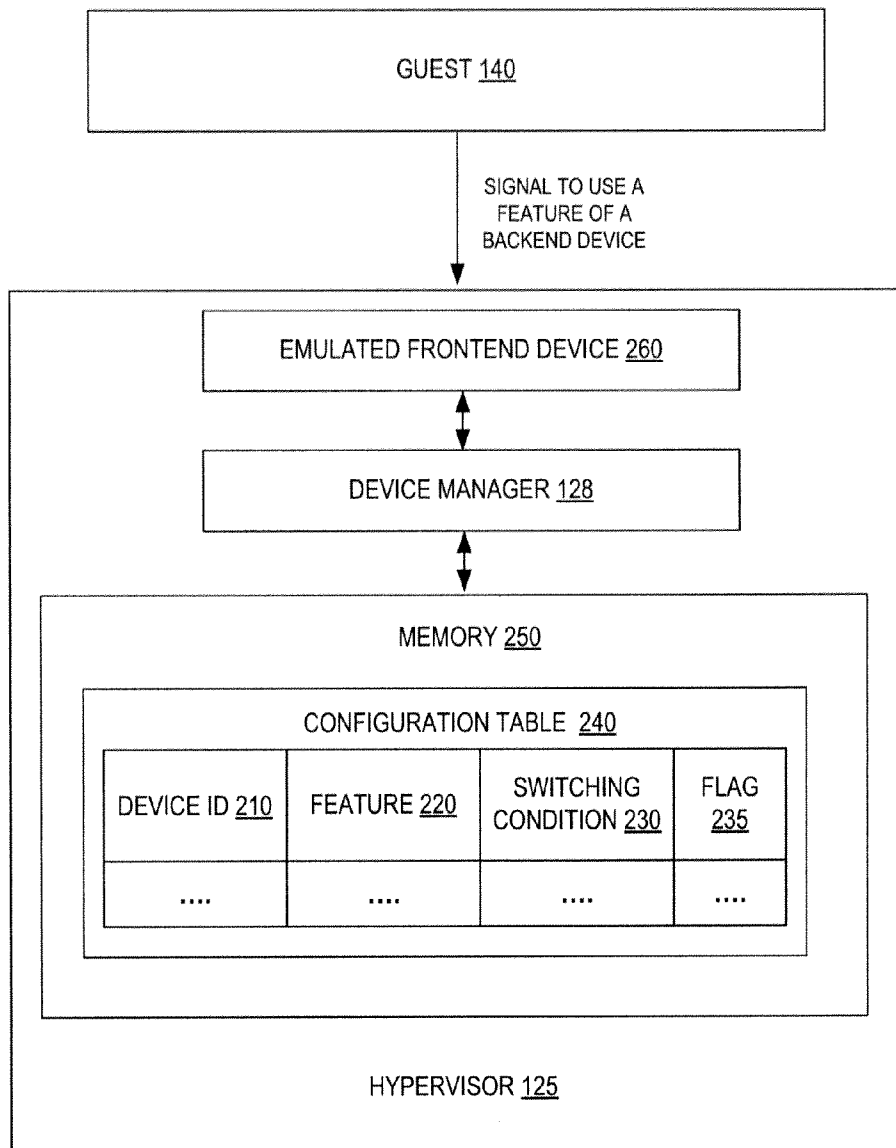 GUEST 140
SIGNAL TO USE A
FEATURE OF A
BACKEND DEVICE
EMULATED FRONTEND DEVICE 260
DEVICE MANAGER 128
MEMORY 250
CONFIGURATION TABLE 240
DEVICE ID 210
FEATURE 220
SWITCHING
CONDITION 230
FLAG
235
....
....
....
....
HYPERVISOR 125